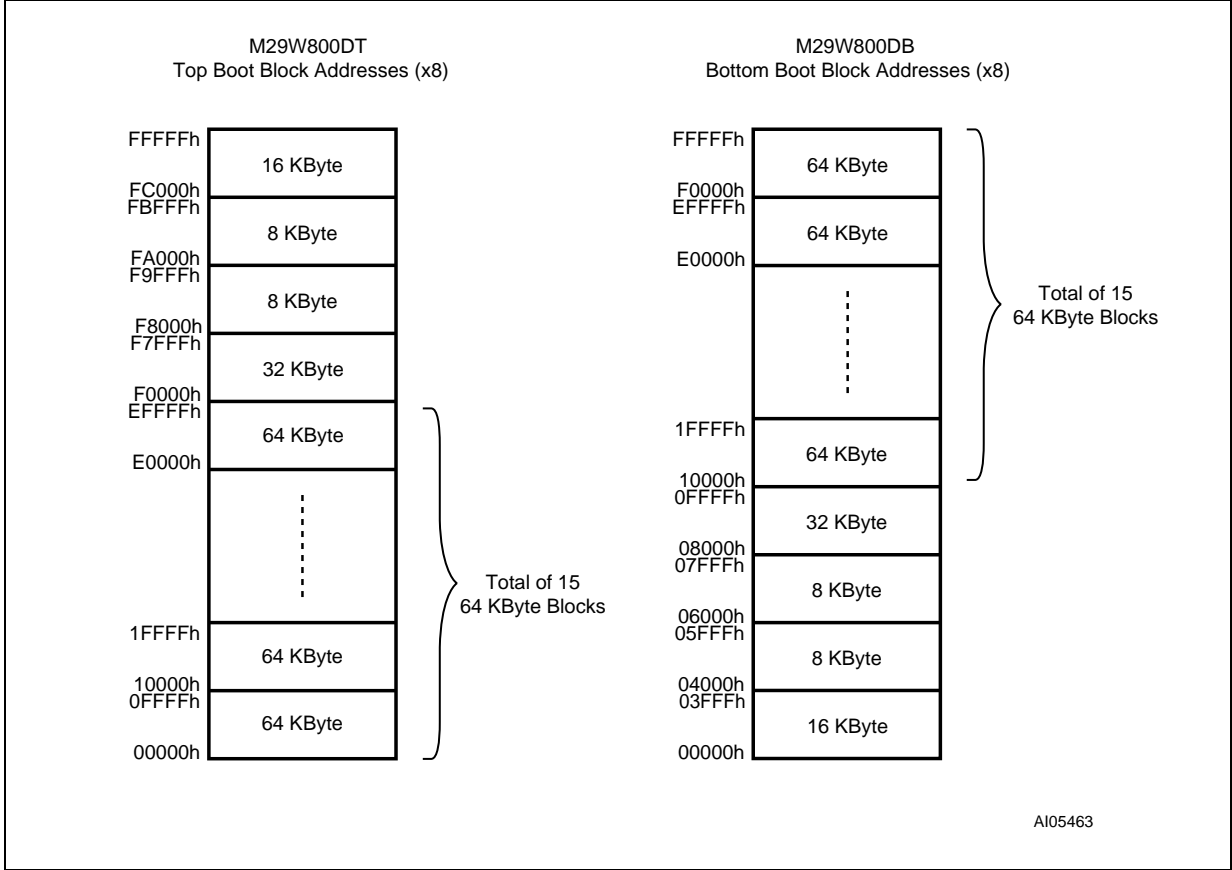 M29W800DT
Top Boot Block Addresses (x8)
FFFFFh
16 KByte
FC000h
FBFFFh
8 KByte
FA000h
F9FFFh
8 KByte
F8000h
F7FFFh
32 KByte
F0000h
EFFFFh
64 KByte
E0000h
Total of 15
64 KByte Blocks
1FFFFh
64 KByte
10000h
0FFFFh
64 KByte
00000h
M29W800DB
Bottom Boot Block Addresses (x8)
FFFFFh
64 KByte
F0000h
EFFFFh
64 KByte
E0000h
Total of 15
64 KByte Blocks
1FFFFh
64 KByte
10000h
0FFFFh
32 KByte
08000h
07FFFh
8 KByte
06000h
05FFFh
8 KByte
04000h
03FFFh
16 KByte
00000h
AI05463